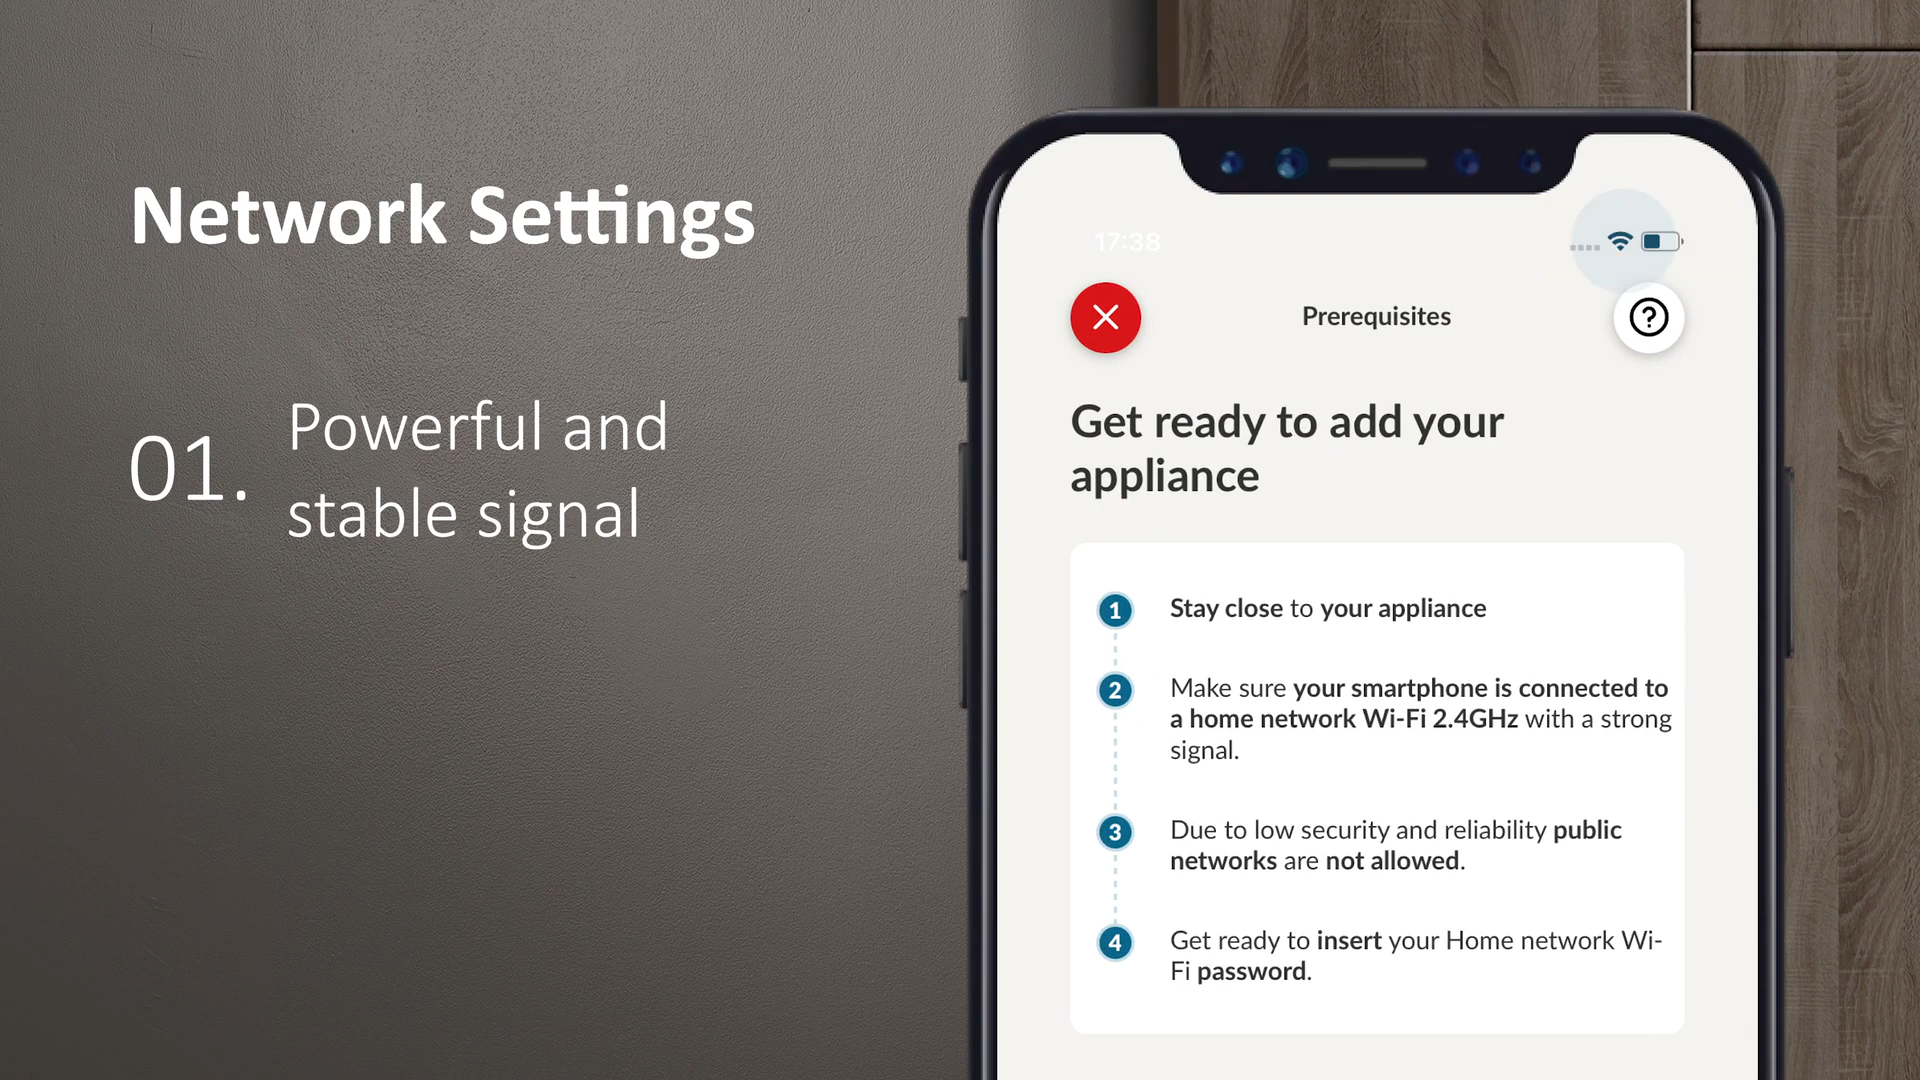 Network Settings
01.
Powerful and
stable signal
17:38
Prerequisites
?
Get ready to add your
appliance
1
Stay close to your appliance
2
Make sure your smartphone is connected to
a home network Wi-Fi 2.4GHz with a strong
signal.
3
Due to low security and reliability public
networks are not allowed.
4
Get ready to insert your Home network Wi-
Fi password.